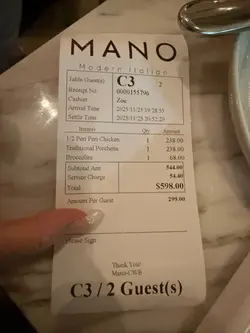 MANO
Modern Italian
Table/Guest(s) C3 2
Receipt No. 0000155796
Cashier Zoe
Arrival Time 2025/11/25 19:28:55
Settle Time 2025/11/25 20:52:29
Item(s) Qty Amount
1/2 Peri Peri Chicken 1 238.00
Traditional Porchetta 1 238.00
Broccolini 1 68.00
Subtotal Amt 544.00
Service Charge 54.40
Total $598.00
Amount Per Guest 299.00
Please Sign
Thank You!
Mano-CWB
C3 / 2 Guest(s)